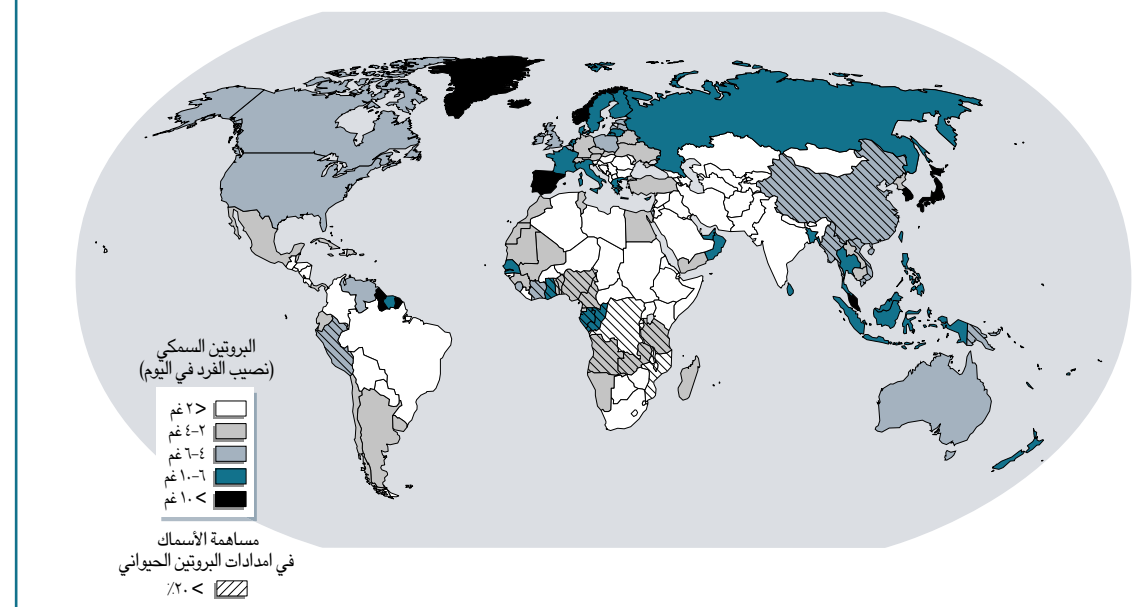 البروتين السمكي
(نصيب الفرد في اليوم)
<٢ غم
٢-٤ غم
٤-٦ غم
٦-١٠ غم
>١٠ غم
مساهمة الأسماك
في امدادات البروتين الحيواني
>٢٠٪